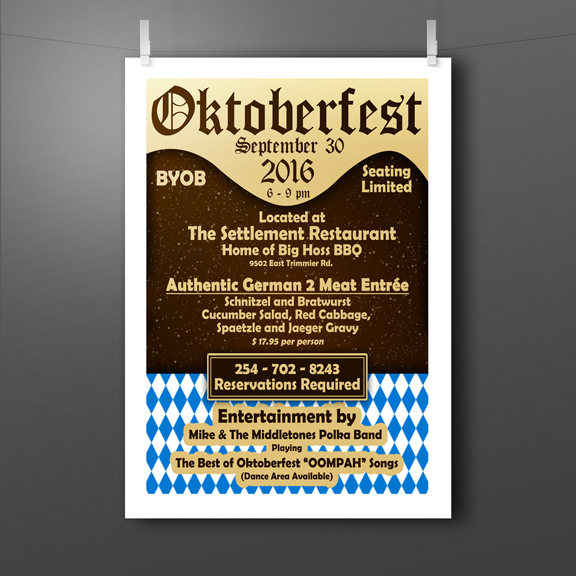 Oktoberfest
September 30
2016
6 - 9 pm
BYOB
Seating
Limited
Located at
The Settlement Restaurant
Home of Big Hoss BBQ
9502 East Trimmier Rd.
Authentic German 2 Meat Entrée
Schnitzel and Bratwurst
Cucumber Salad, Red Cabbage,
Spaetzle and Jaeger Gravy
$ 17.95 per person
254 - 702 - 8243
Reservations Required
Entertainment by
Mike & The Middletones Polka Band
Playing
The Best of Oktoberfest “OOMPAH” Songs
(Dance Area Available)